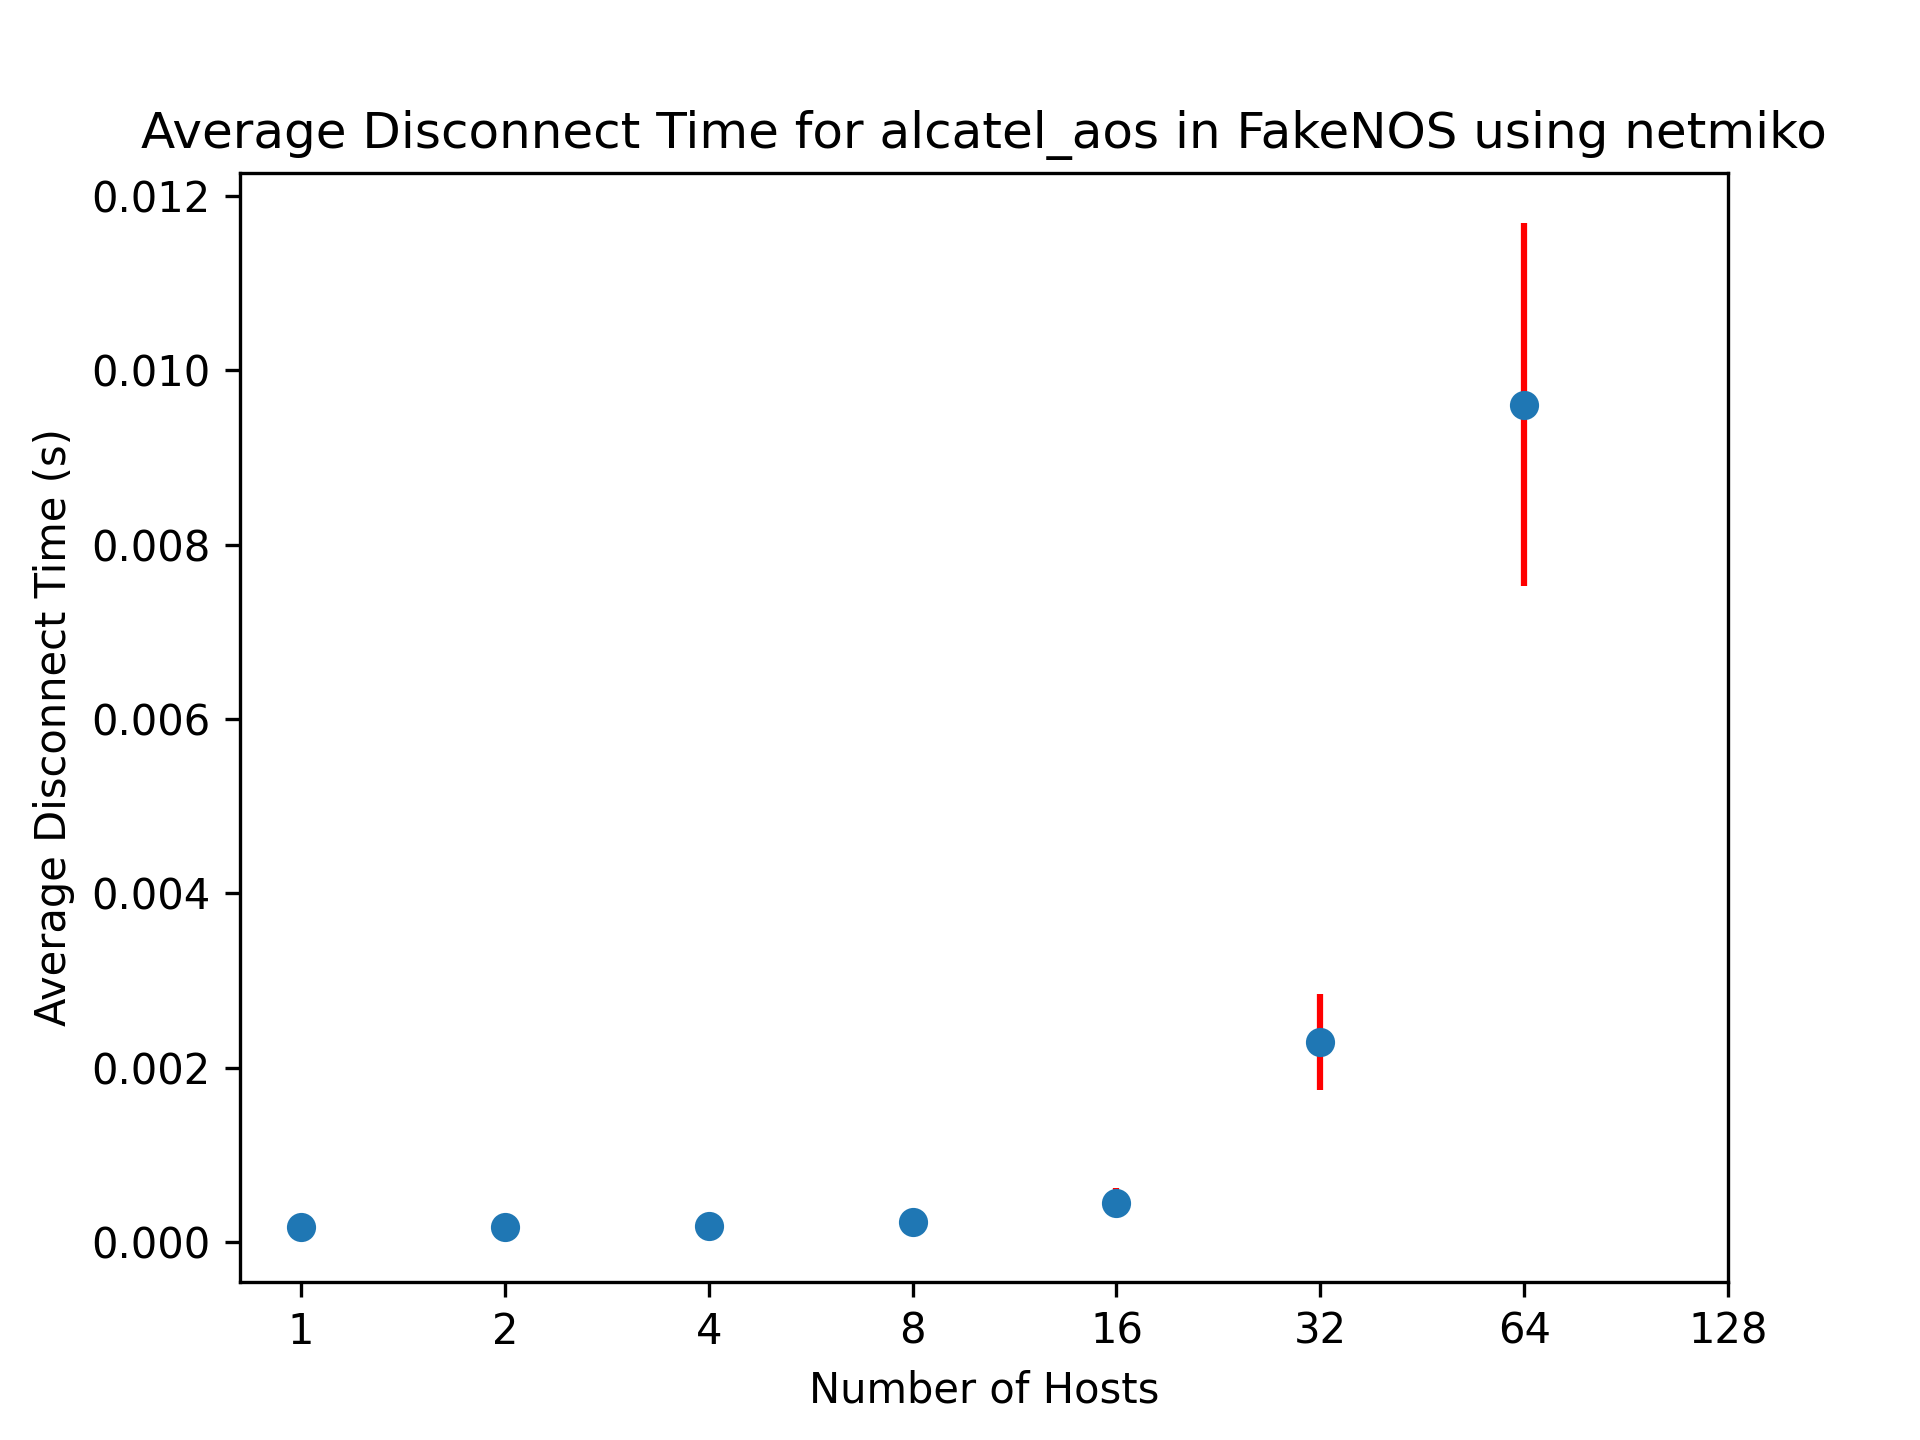 Average Disconnect Time for alcatel_aos in FakeNOS using netmiko
0.012
0.010
0.008
0.006
0.004
0.002
0.000
Average Disconnect Time (s)
1 2 4 8 16 32 64 128
Number of Hosts